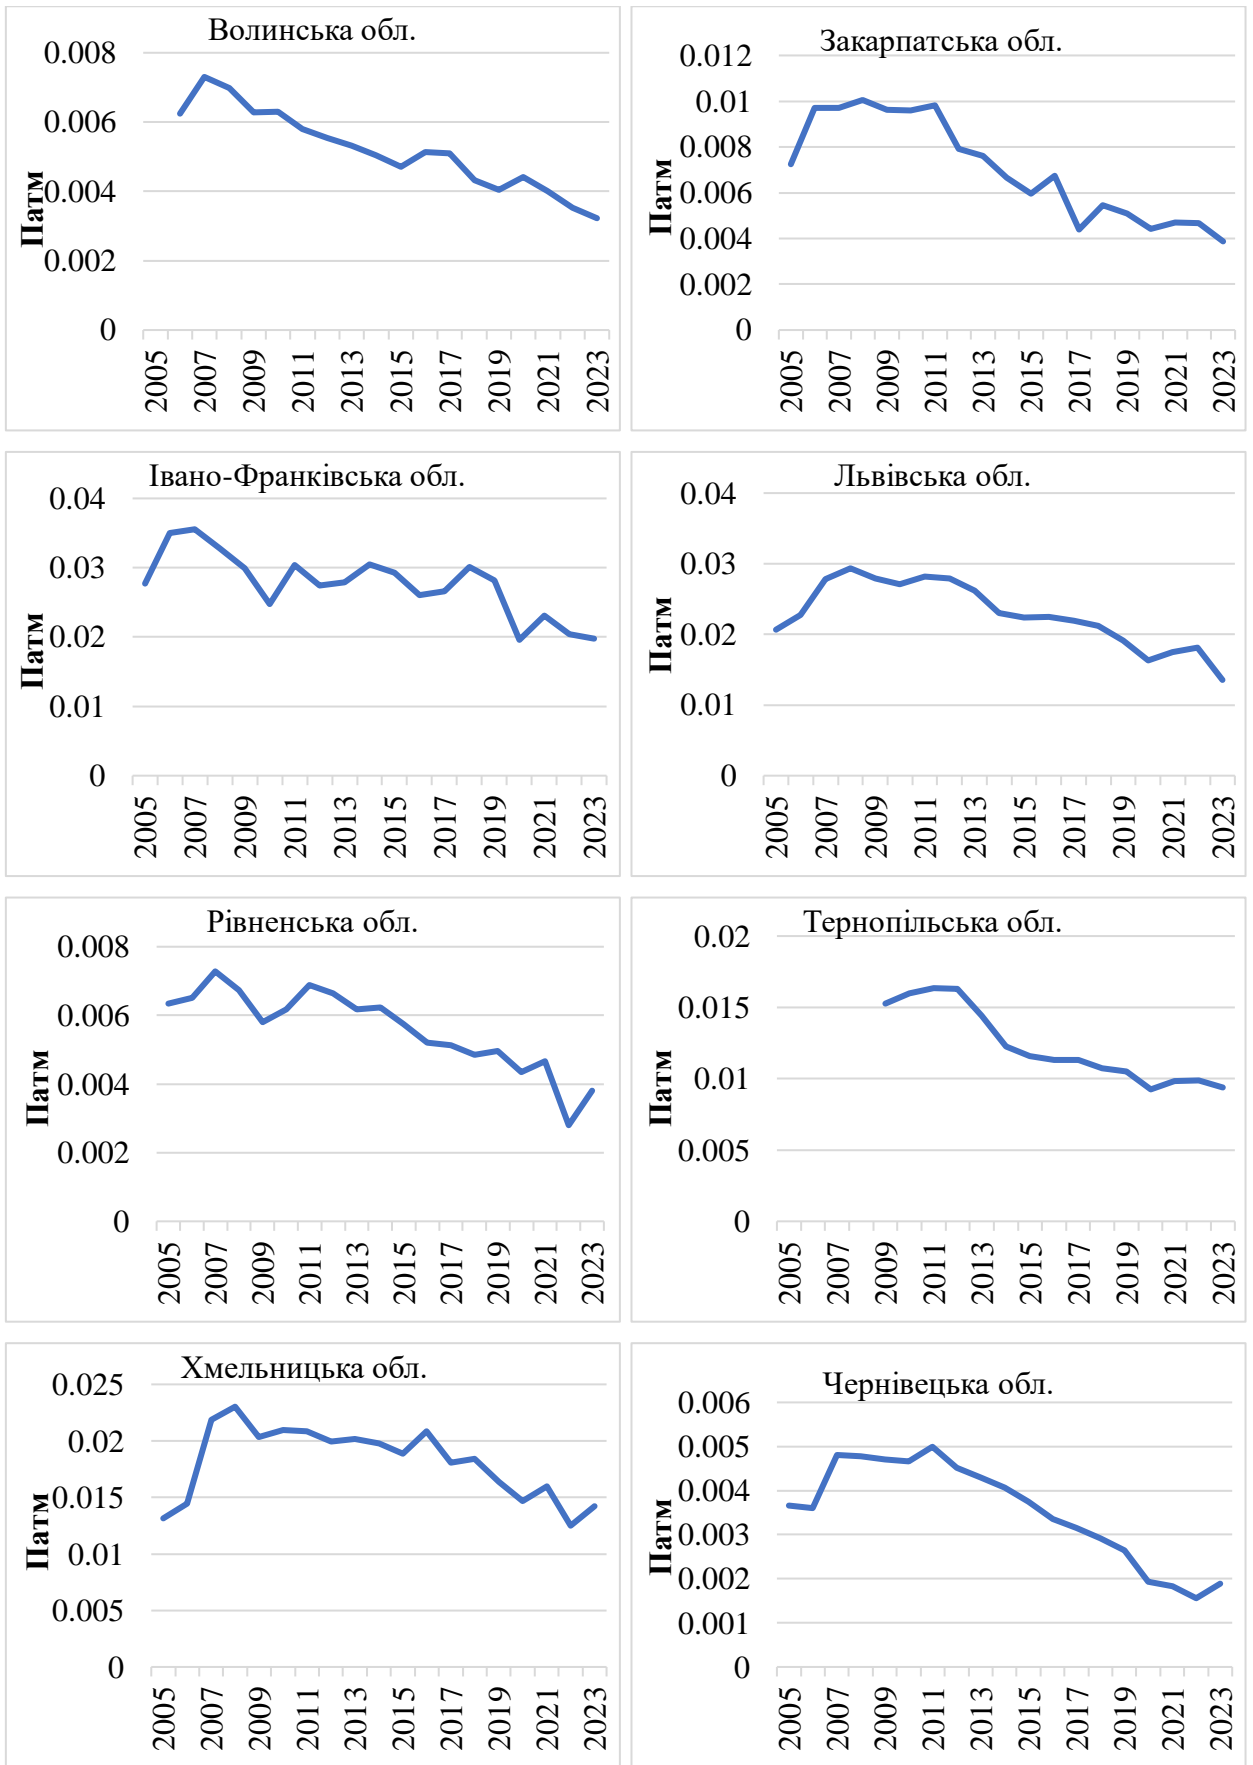 Волинська обл.
Патм
0.008
0.006
0.004
0.002
0
2005 2007 2009 2011 2013 2015 2017 2019 2021 2023
Закарпатська обл.
Патм
0.012
0.01
0.008
0.006
0.004
0.002
0
2005 2007 2009 2011 2013 2015 2017 2019 2021 2023
Івано-Франківська обл.
Патм
0.04
0.03
0.02
0.01
0
2005 2007 2009 2011 2013 2015 2017 2019 2021 2023
Львівська обл.
Патм
0.04
0.03
0.02
0.01
0
2005 2007 2009 2011 2013 2015 2017 2019 2021 2023
Рівненська обл.
Патм
0.008
0.006
0.004
0.002
0
2005 2007 2009 2011 2013 2015 2017 2019 2021 2023
Тернопільська обл.
Патм
0.02
0.015
0.01
0.005
0
2005 2007 2009 2011 2013 2015 2017 2019 2021 2023
Хмельницька обл.
Патм
0.025
0.02
0.015
0.01
0.005
0
2005 2007 2009 2011 2013 2015 2017 2019 2021 2023
Чернівецька обл.
Патм
0.006
0.005
0.004
0.003
0.002
0.001
0
2005 2007 2009 2011 2013 2015 2017 2019 2021 2023